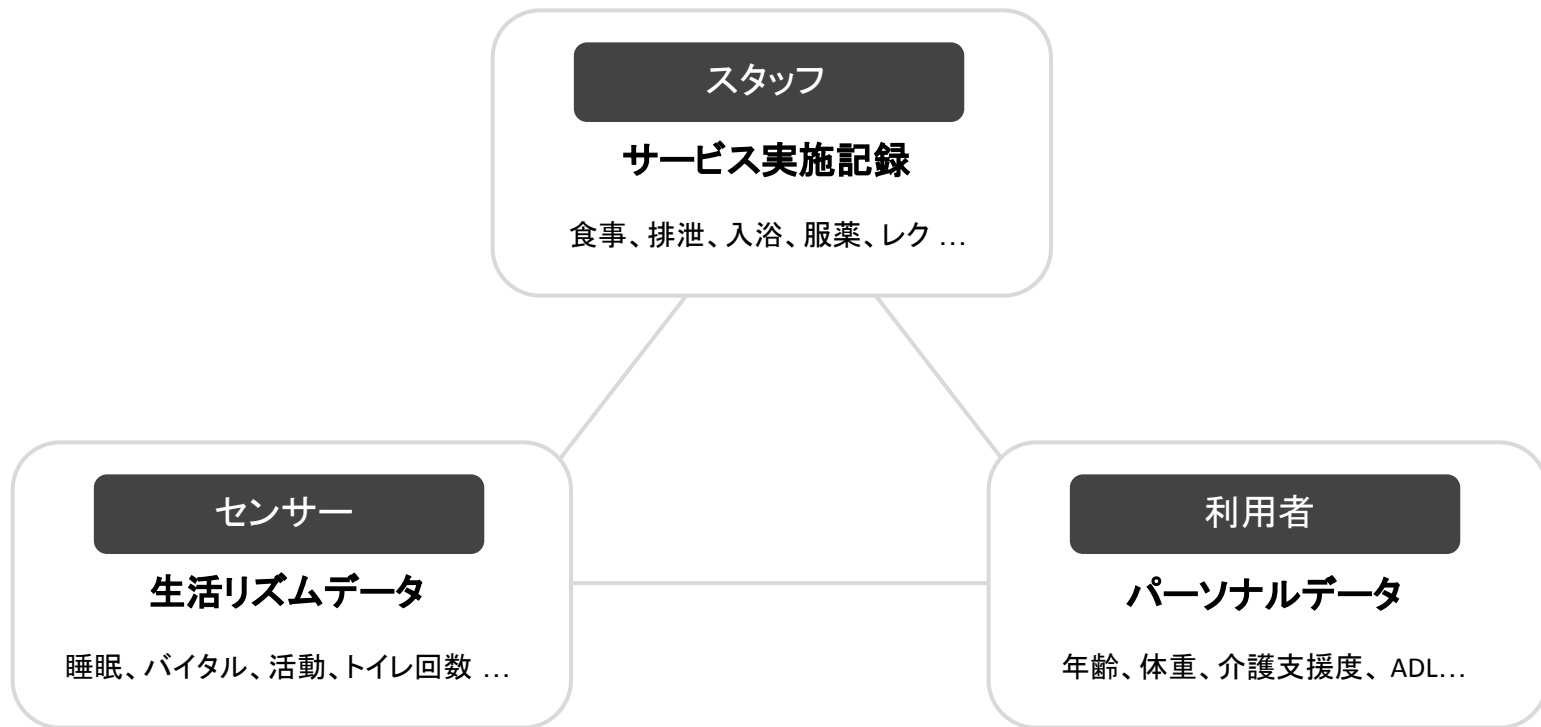 スタッフ
サービス実施記録
食事、排泄、入浴、服薬、レク …
センサー
生活リズムデータ
睡眠、バイタル、活動、トイレ回数 …
利用者
パーソナルデータ
年齢、体重、介護支援度、ADL…